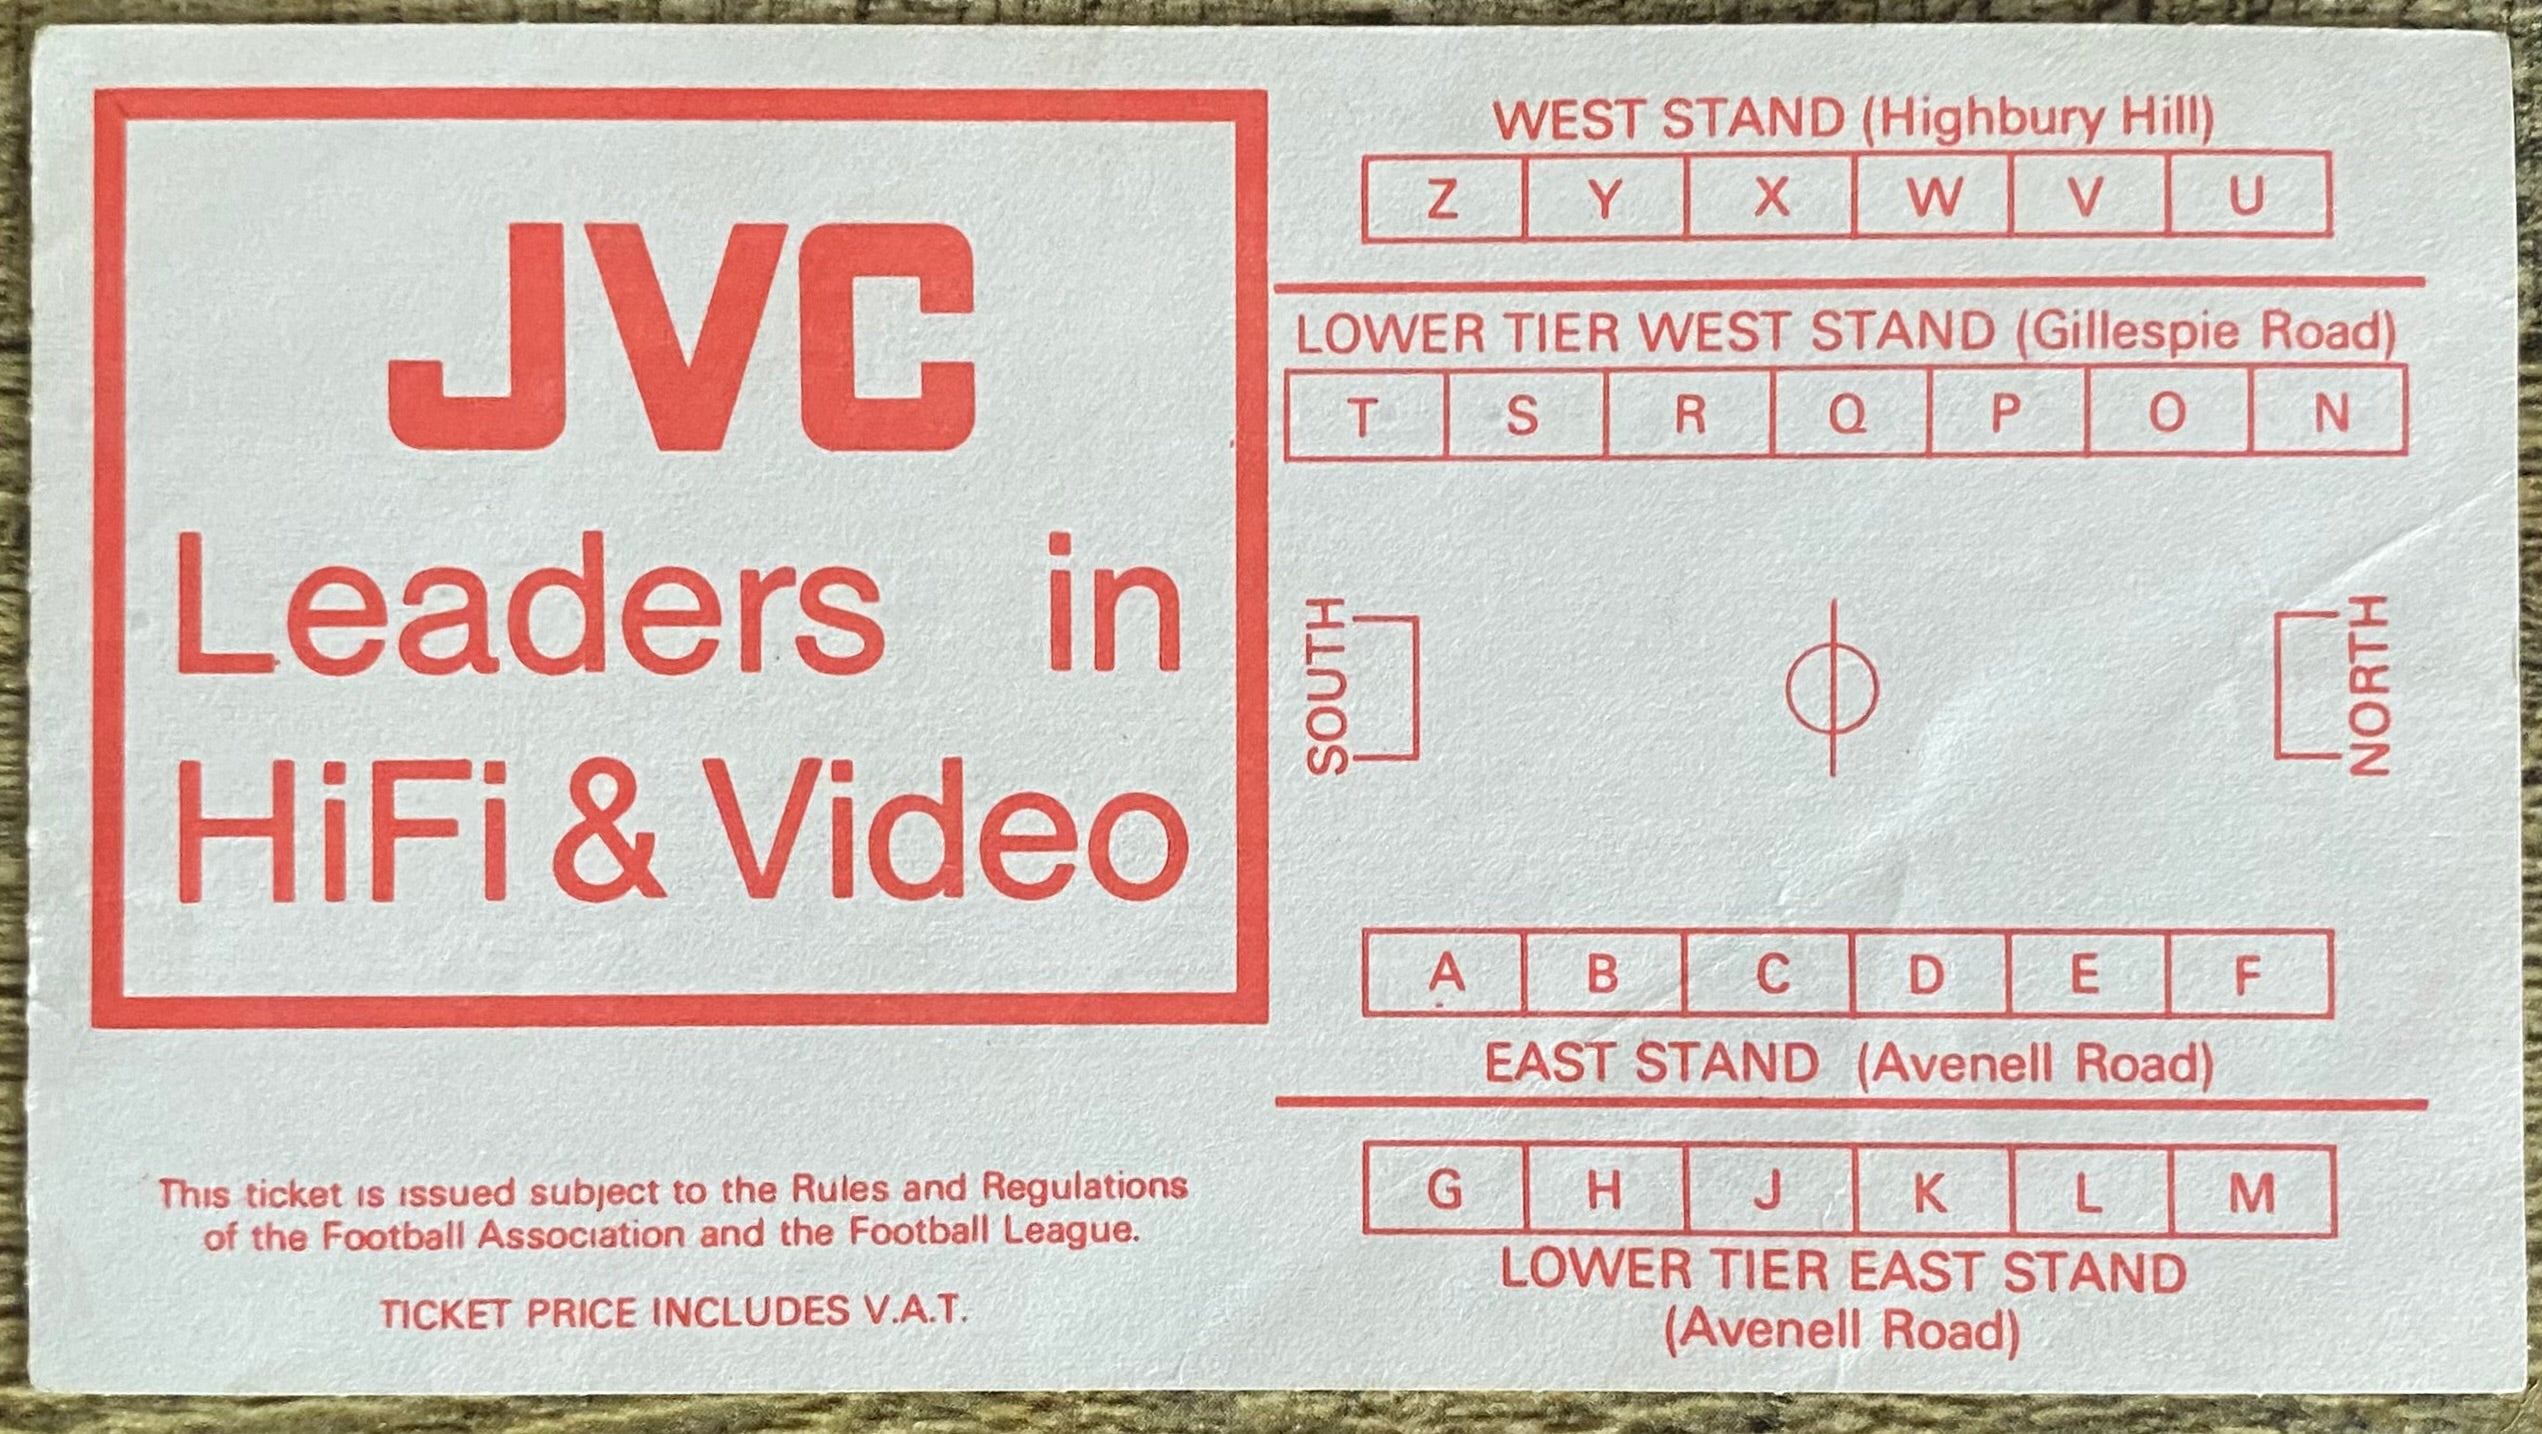 JVC
Leaders in
HiFi & Video
This ticket is issued subject to the Rules and Regulations
of the Football Association and the Football League.
TICKET PRICE INCLUDES V.A.T.
WEST STAND (Highbury Hill)
Z Y X W V U
LOWER TIER WEST STAND (Gillespie Road)
T S R Q P O N
SOUTH
NORTH
A B C D E F
EAST STAND (Avenell Road)
G H J K L M
LOWER TIER EAST STAND
(Avenell Road)